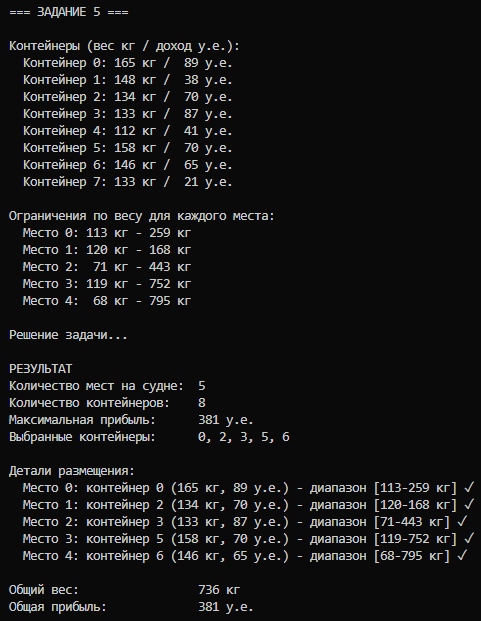 === ЗАДАНИЕ 5 ===
Контейнеры (вес кг / доход у.е.):
Контейнер 0: 165 кг /  89 у.е.
Контейнер 1: 148 кг /  38 у.е.
Контейнер 2: 134 кг /  70 у.е.
Контейнер 3: 133 кг /  87 у.е.
Контейнер 4: 112 кг /  41 у.е.
Контейнер 5: 158 кг /  70 у.е.
Контейнер 6: 146 кг /  65 у.е.
Контейнер 7: 133 кг /  21 у.е.
Ограничения по весу для каждого места:
Место 0: 113 кг - 259 кг
Место 1: 120 кг - 168 кг
Место 2:  71 кг - 443 кг
Место 3: 119 кг - 752 кг
Место 4:  68 кг - 795 кг
Решение задачи...
РЕЗУЛЬТАТ
Количество мест на судне:  5
Количество контейнеров:    8
Максимальная прибыль:      381 у.е.
Выбранные контейнеры:      0, 2, 3, 5, 6
Детали размещения:
Место 0: контейнер 0 (165 кг, 89 у.е.) - диапазон [113-259 кг] ✓
Место 1: контейнер 2 (134 кг, 70 у.е.) - диапазон [120-168 кг] ✓
Место 2: контейнер 3 (133 кг, 87 у.е.) - диапазон [71-443 кг] ✓
Место 3: контейнер 5 (158 кг, 70 у.е.) - диапазон [119-752 кг] ✓
Место 4: контейнер 6 (146 кг, 65 у.е.) - диапазон [68-795 кг] ✓
Общий вес:                 736 кг
Общая прибыль:             381 у.е.